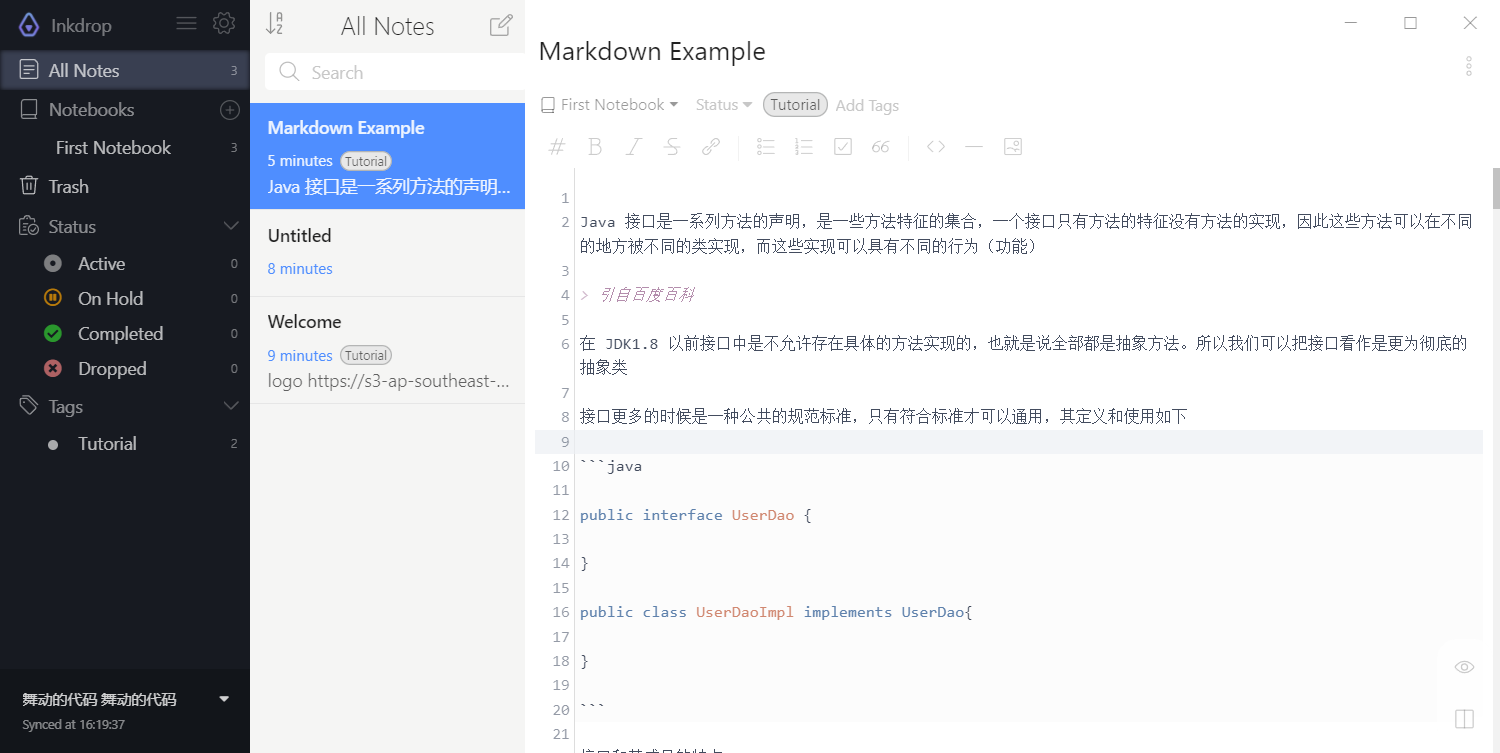 Inkdrop
All Notes 3
Notebooks
First Notebook 3
Trash
Status
Active 0
On Hold 0
Completed 0
Dropped 0
Tags
Tutorial 2
舞动的代码 舞动的代码
Synced at 16:19:37
All Notes
Search
Markdown Example
5 minutes Tutorial
Java 接口是一系列方法的声明...
Untitled
8 minutes
Welcome
9 minutes Tutorial
logo https://s3-ap-southeast-...
Markdown Example
First Notebook Status Tutorial Add Tags
1
2 Java 接口是一系列方法的声明，是一些方法特征的集合，一个接口只有方法的特征没有方法的实现，因此这些方法可以在不同
的地方被不同的类实现，而这些实现可以具有不同的行为（功能）
3
4 > 引自百度百科
5
6 在 JDK1.8 以前接口中是不允许存在具体的方法实现的，也就是说全部都是抽象方法。所以我们可以把接口看作是更为彻底的
抽象类
7
8 接口更多的时候是一种公共的规范标准，只有符合标准才可以通用，其定义和使用如下
9
10 ```java
11
12 public interface UserDao {
13
14 }
15
16 public class UserDaoImpl implements UserDao{
17
18 }
19
20 ```
21